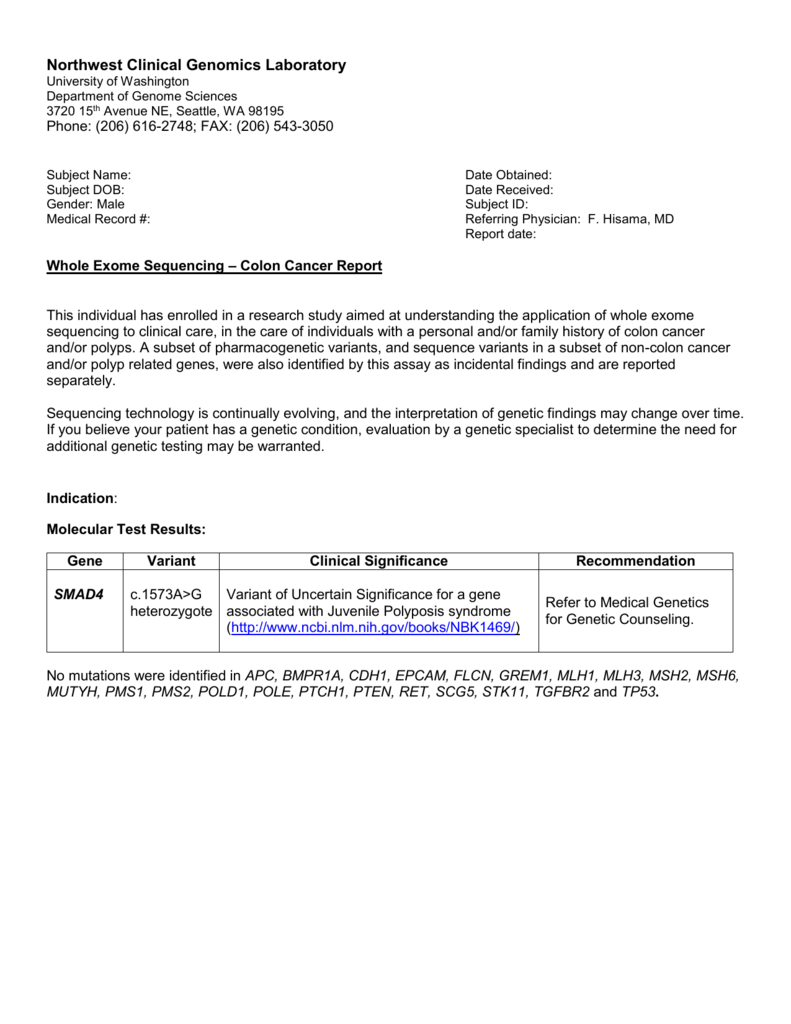 Northwest Clinical Genomics Laboratory
University of Washington
Department of Genome Sciences
3720 15th Avenue NE, Seattle, WA 98195
Phone: (206) 616-2748; FAX: (206) 543-3050
Subject Name:
Subject DOB:
Gender: Male
Medical Record #:
Date Obtained:
Date Received:
Subject ID:
Referring Physician: F. Hisama, MD
Report date:
Whole Exome Sequencing – Colon Cancer Report
This individual has enrolled in a research study aimed at understanding the application of whole exome
sequencing to clinical care, in the care of individuals with a personal and/or family history of colon cancer
and/or polyps. A subset of pharmacogenetic variants, and sequence variants in a subset of non-colon cancer
and/or polyp related genes, were also identified by this assay as incidental findings and are reported
separately.
Sequencing technology is continually evolving, and the interpretation of genetic findings may change over time.
If you believe your patient has a genetic condition, evaluation by a genetic specialist to determine the need for
additional genetic testing may be warranted.
Indication:
Molecular Test Results:
Gene Variant Clinical Significance Recommendation
SMAD4
c.1573A>G
heterozygote
Variant of Uncertain Significance for a gene
associated with Juvenile Polyposis syndrome
(http://www.ncbi.nlm.nih.gov/books/NBK1469/)
Refer to Medical Genetics
for Genetic Counseling.
No mutations were identified in APC, BMPR1A, CDH1, EPCAM, FLCN, GREM1, MLH1, MLH3, MSH2, MSH6,
MUTYH, PMS1, PMS2, POLD1, POLE, PTCH1, PTEN, RET, SCG5, STK11, TGFBR2 and TP53.